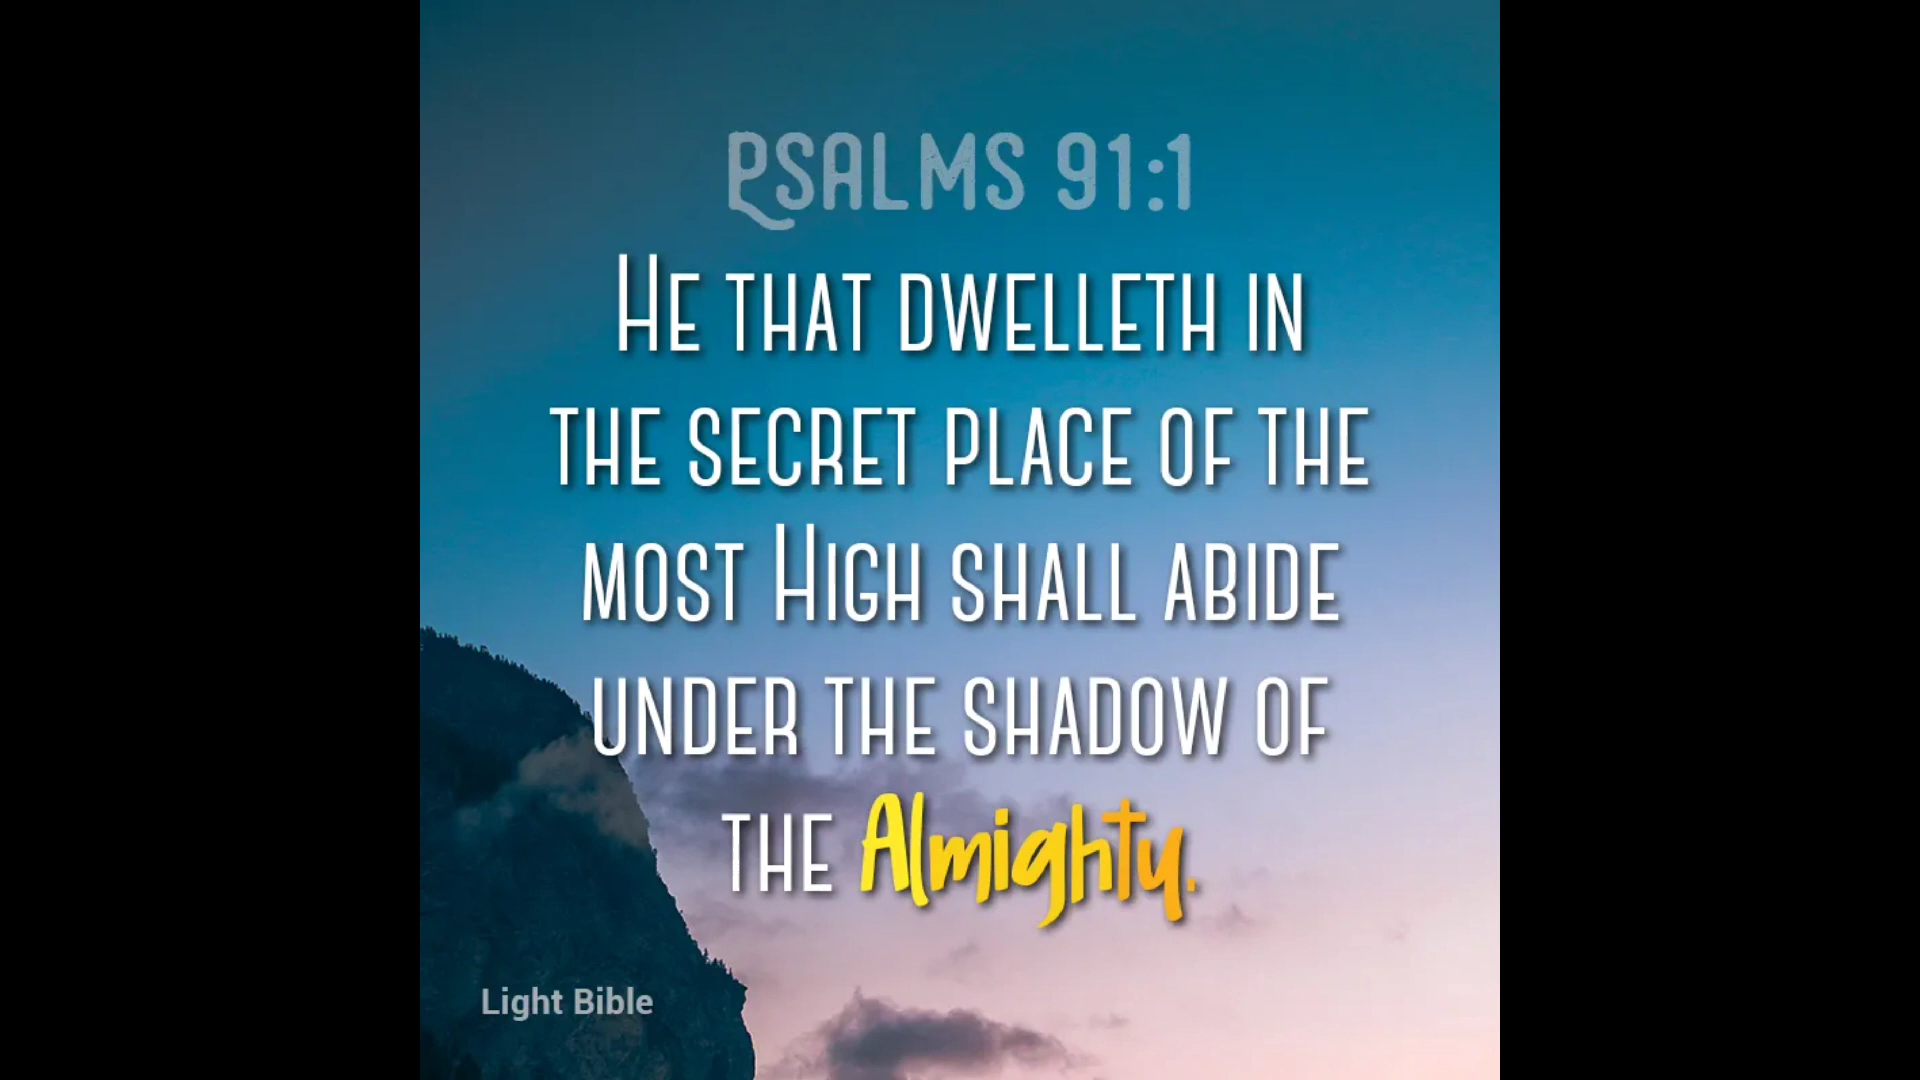 Psalms 91:1
He that dwelleth in
the secret place of the
most High shall abide
under the shadow of
the Almighty.
Light Bible